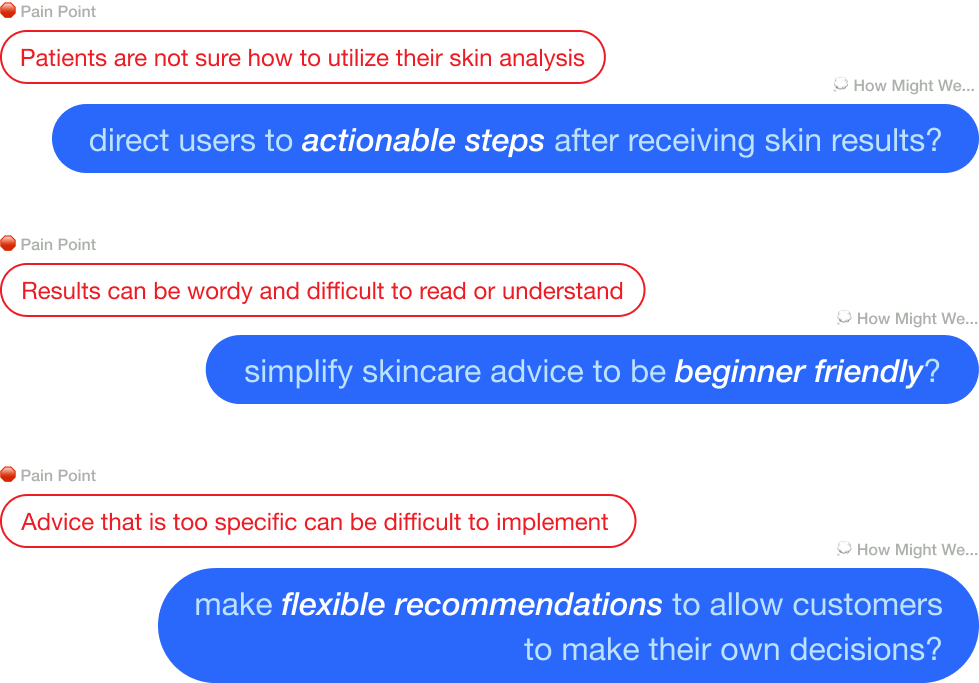 Pain Point
Patients are not sure how to utilize their skin analysis
How Might We...
direct users to actionable steps after receiving skin results?
Pain Point
Results can be wordy and difficult to read or understand
How Might We...
simplify skincare advice to be beginner friendly?
Pain Point
Advice that is too specific can be difficult to implement
How Might We...
make flexible recommendations to allow customers
to make their own decisions?